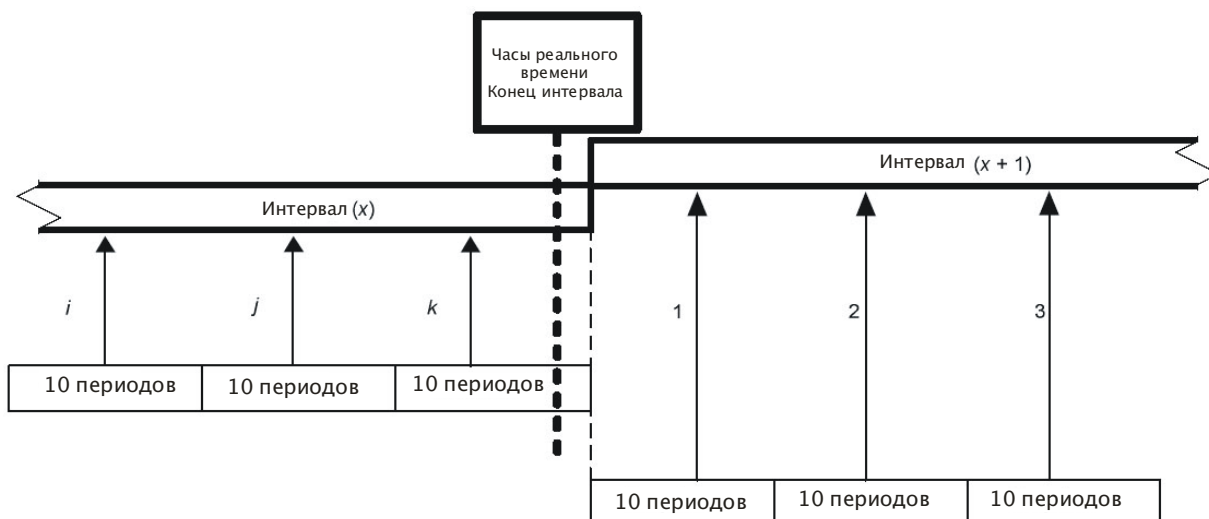 Часы реального
времени
Конец интервала
Интервал (x + 1)
Интервал (x)
i
j
k
1
2
3
10 периодов
10 периодов
10 периодов
10 периодов
10 периодов
10 периодов